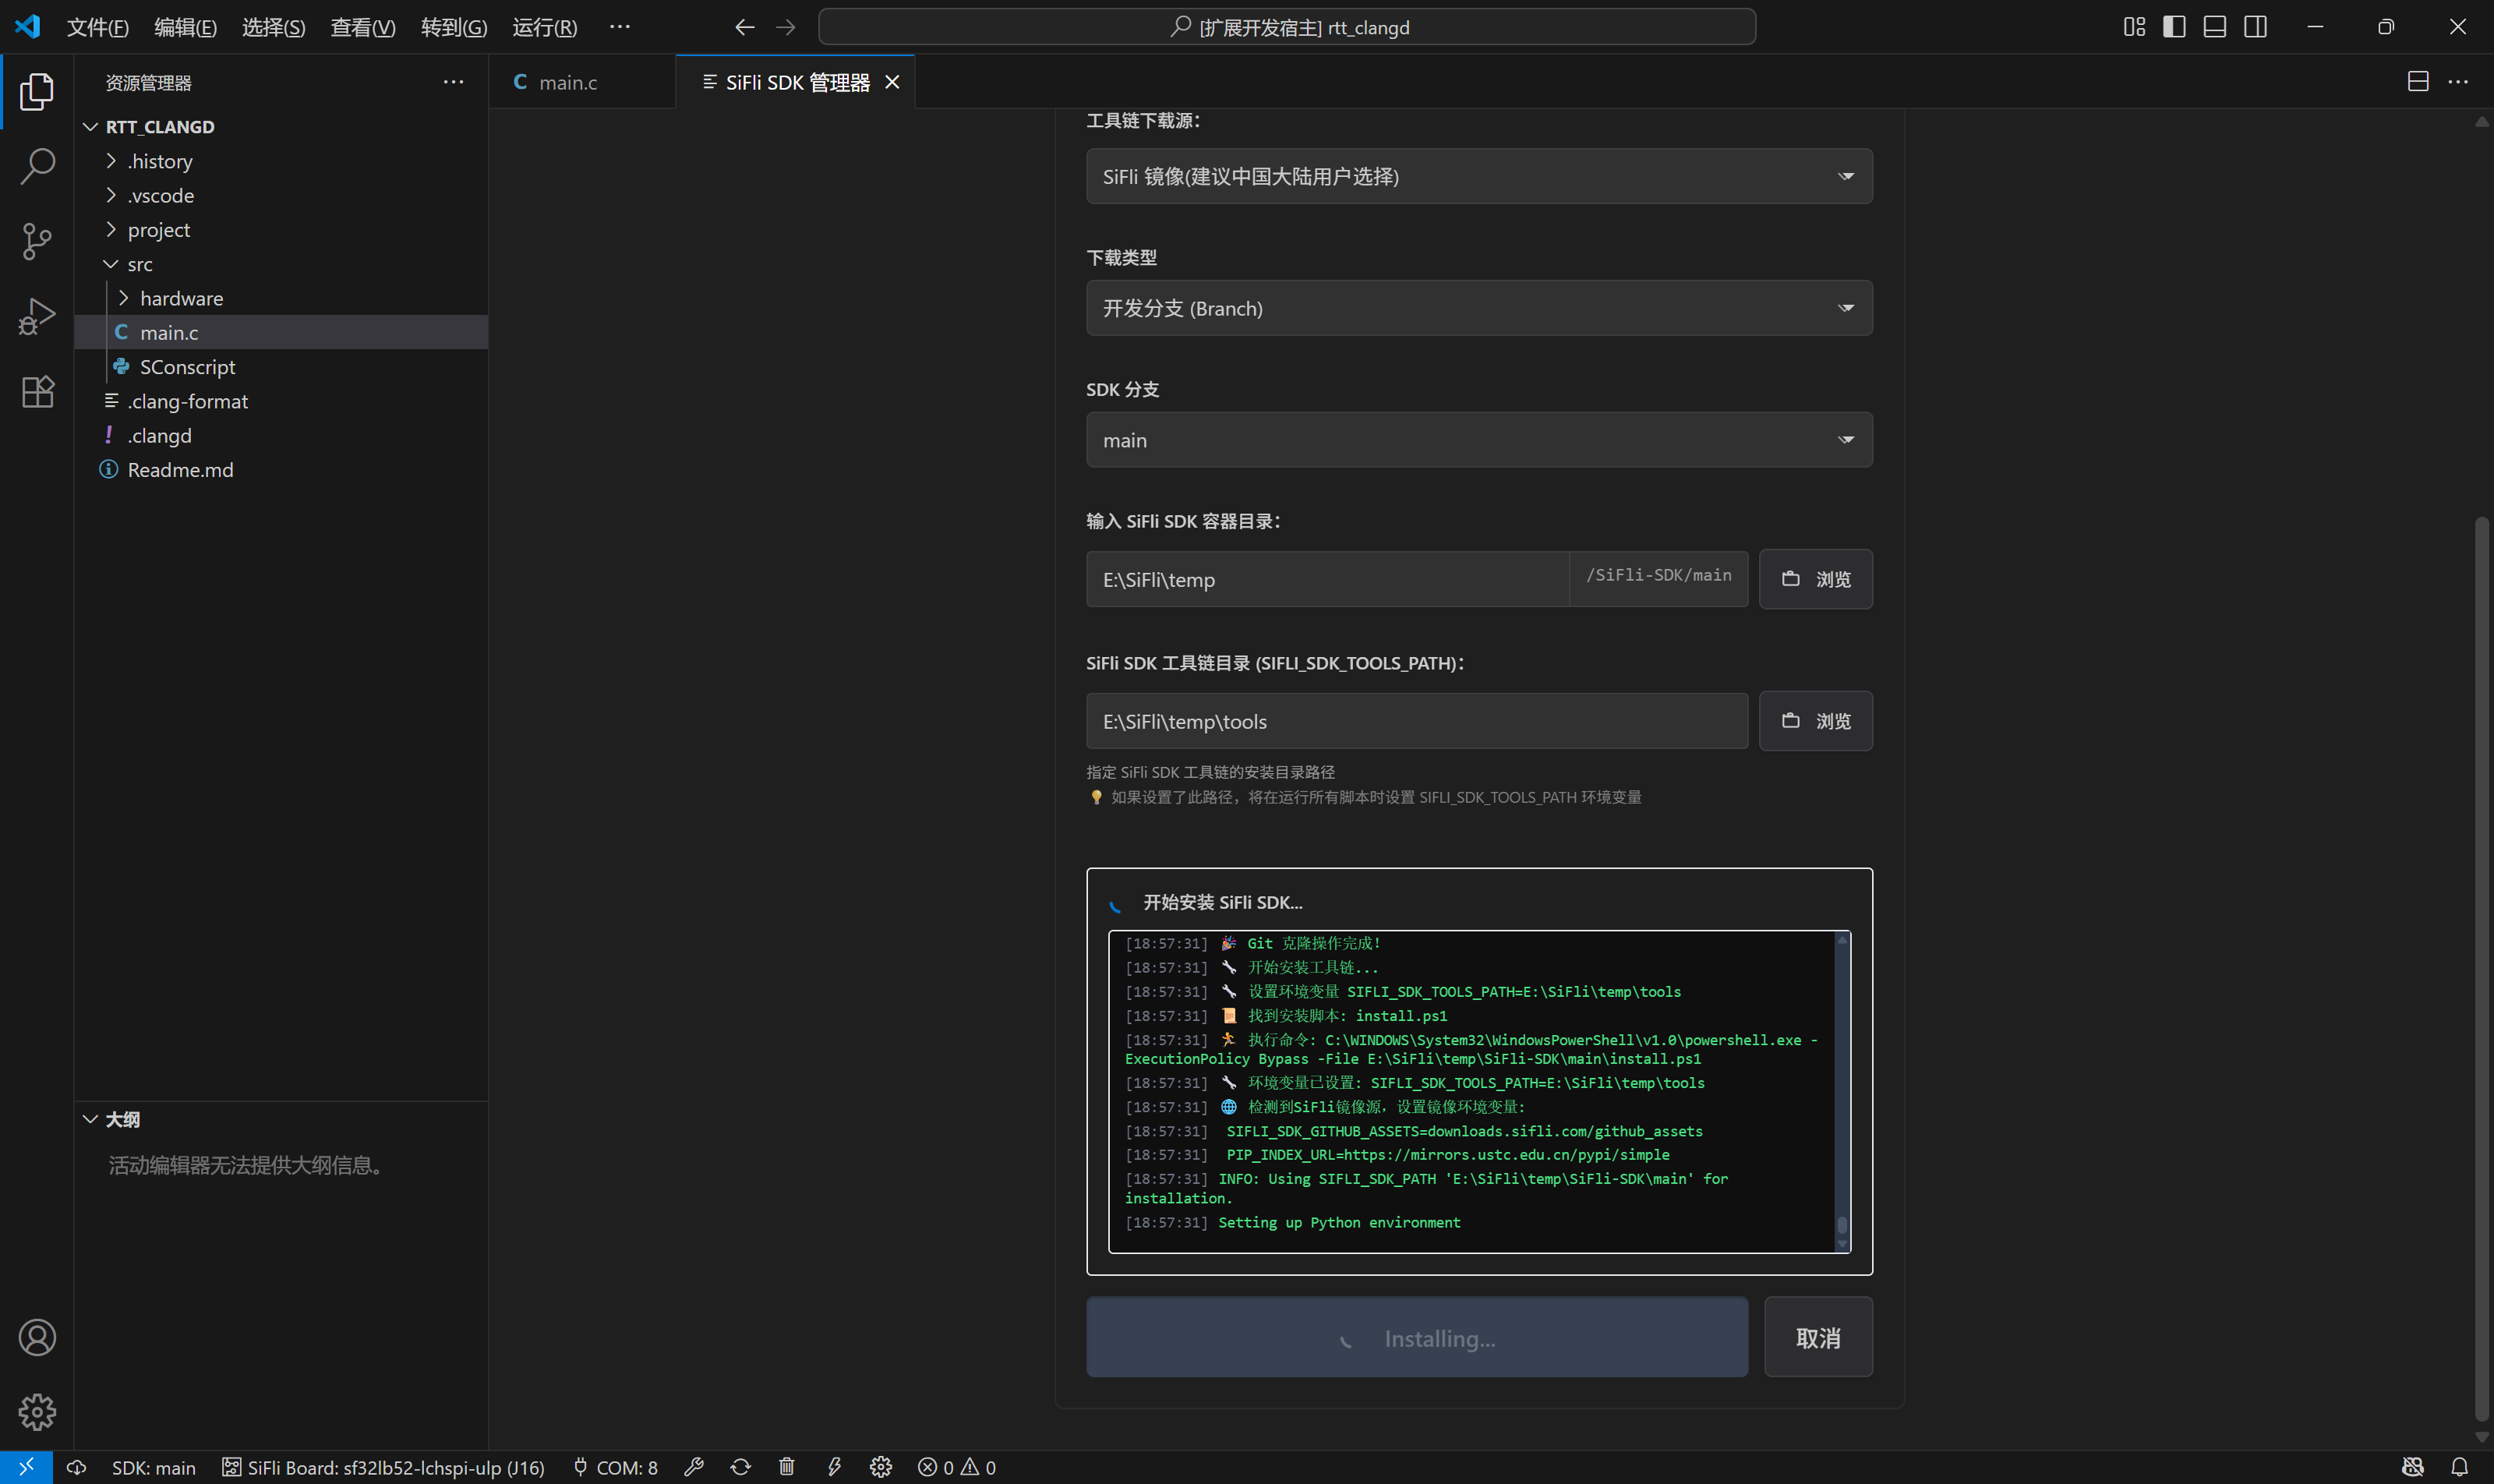 文件(F) 编辑(E) 选择(S) 查看(V) 转到(G) 运行(R) ···
[扩展开发宿主] rtt_clangd
资源管理器
RTT_CLANGD
.history
.vscode
project
src
hardware
C main.c
SConscript
.clang-format
! .clangd
Readme.md
大纲
活动编辑器无法提供大纲信息。
C main.c
SiFli SDK 管理器
工具链下载源：
SiFli 镜像(建议中国大陆用户选择)
下载类型
开发分支 (Branch)
SDK 分支
main
输入 SiFli SDK 容器目录：
E:\SiFli\temp /SiFli-SDK/main 浏览
SiFli SDK 工具链目录 (SIFLI_SDK_TOOLS_PATH)：
E:\SiFli\temp\tools 浏览
指定 SiFli SDK 工具链的安装目录路径
💡 如果设置了此路径，将在运行所有脚本时设置 SIFLI_SDK_TOOLS_PATH 环境变量
开始安装 SiFli SDK...
[18:57:31] 🎉 Git 克隆操作完成！
[18:57:31] 🔧 开始安装工具链...
[18:57:31] 🔧 设置环境变量 SIFLI_SDK_TOOLS_PATH=E:\SiFli\temp\tools
[18:57:31] 📜 找到安装脚本: install.ps1
[18:57:31] 🏃 执行命令: C:\WINDOWS\System32\WindowsPowerShell\v1.0\powershell.exe -
ExecutionPolicy Bypass -File E:\SiFli\temp\SiFli-SDK\main\install.ps1
[18:57:31] 🔧 环境变量已设置: SIFLI_SDK_TOOLS_PATH=E:\SiFli\temp\tools
[18:57:31] 🌐 检测到SiFli镜像源，设置镜像环境变量:
[18:57:31] SIFLI_SDK_GITHUB_ASSETS=downloads.sifli.com/github_assets
[18:57:31] PIP_INDEX_URL=https://mirrors.ustc.edu.cn/pypi/simple
[18:57:31] INFO: Using SIFLI_SDK_PATH 'E:\SiFli\temp\SiFli-SDK\main' for
installation.
[18:57:31] Setting up Python environment
Installing...
取消
SDK: main SiFli Board: sf32lb52-lchspi-ulp (J16) COM: 8 0 0